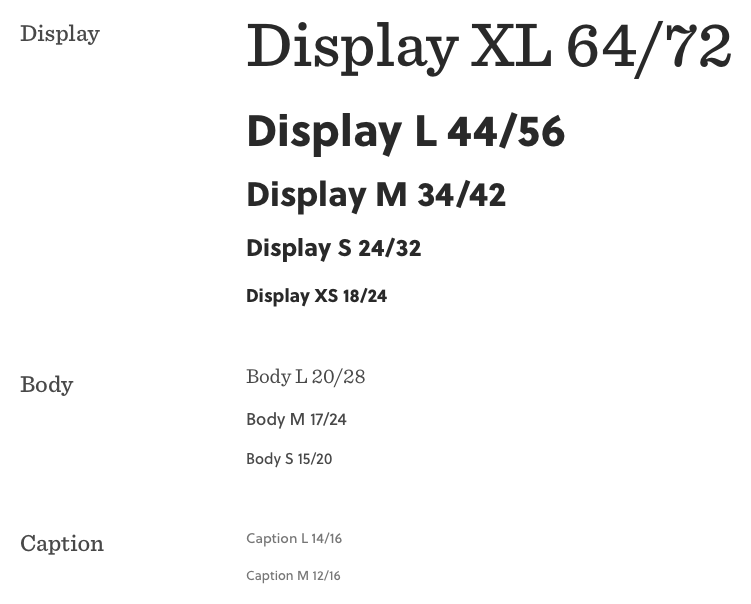 Display
Display XL 64/72
Display L 44/56
Display M 34/42
Display S 24/32
Display XS 18/24
Body
Body L 20/28
Body M 17/24
Body S 15/20
Caption
Caption L 14/16
Caption M 12/16